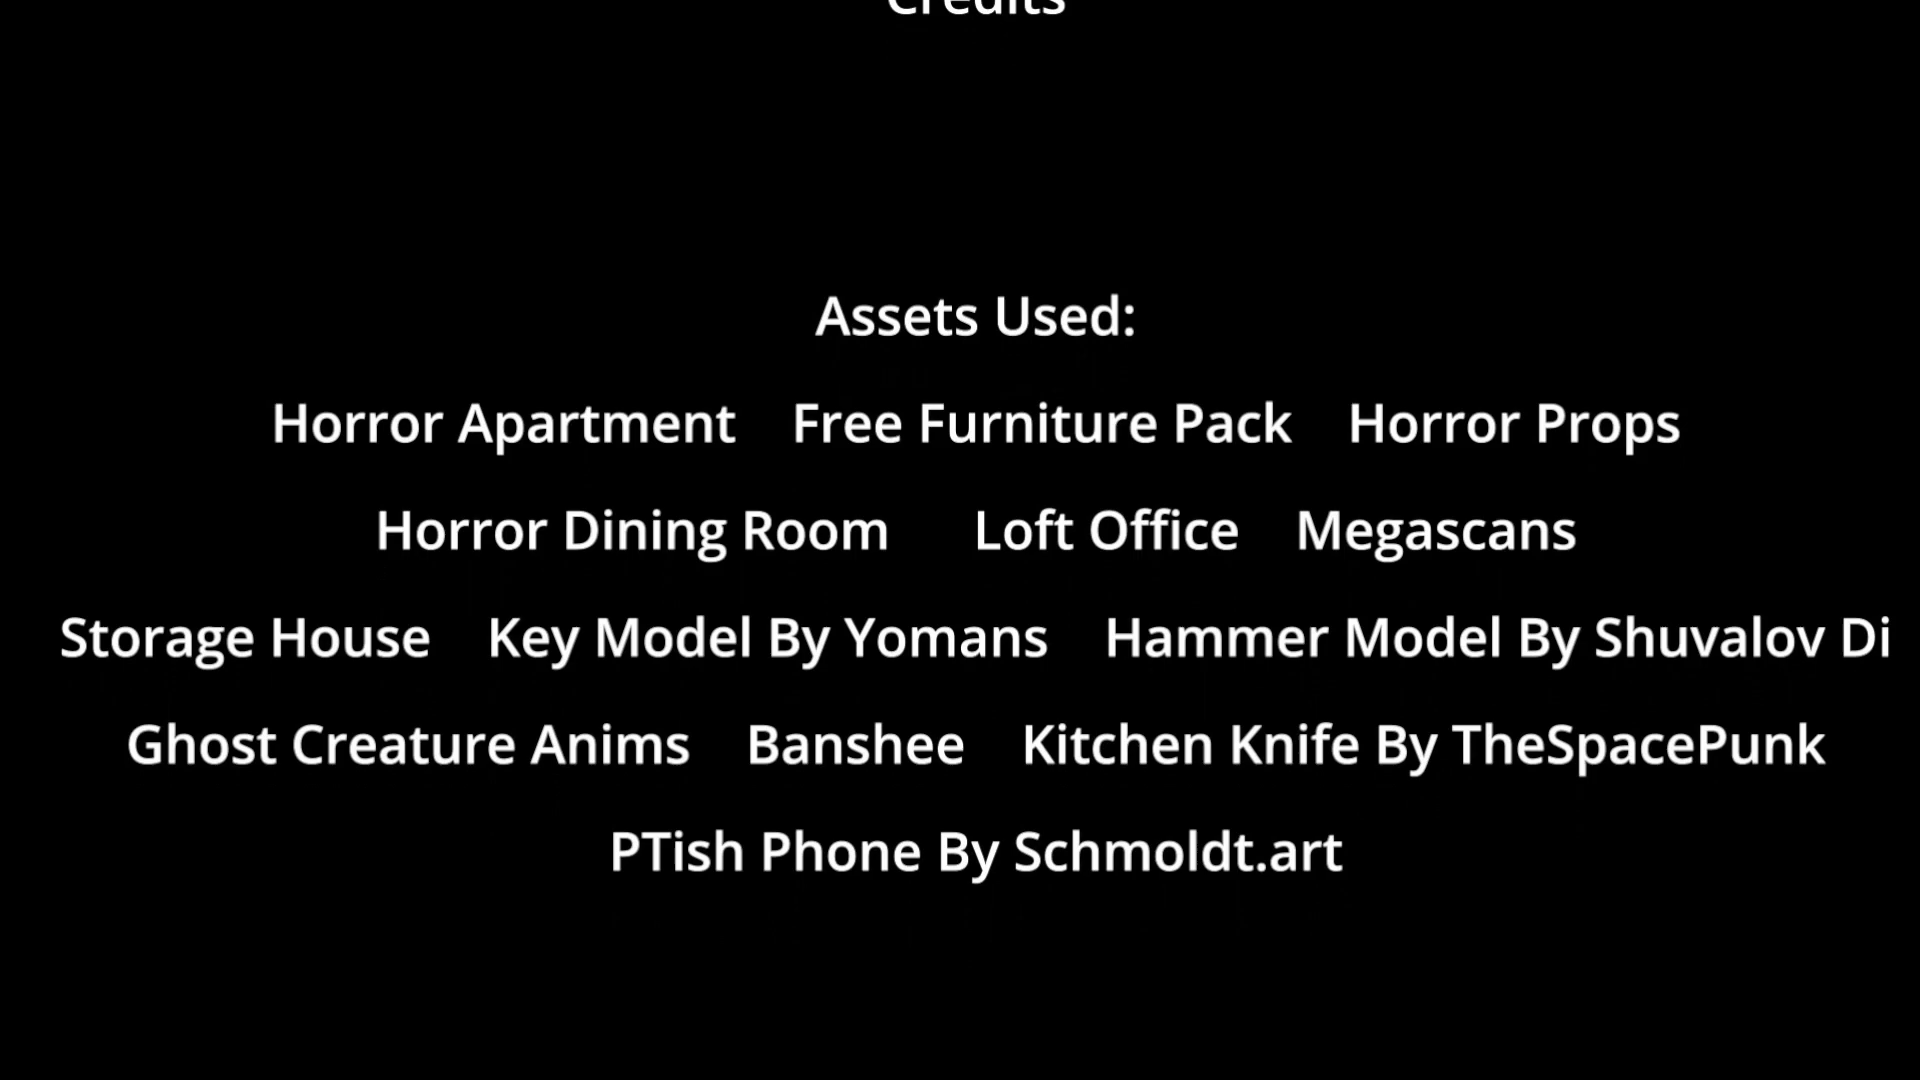 Credits
Assets Used:
Horror Apartment    Free Furniture Pack    Horror Props
Horror Dining Room    Loft Office    Megascans
Storage House    Key Model By Yomans    Hammer Model By Shuvalov Di
Ghost Creature Anims    Banshee    Kitchen Knife By TheSpacePunk
PTish Phone By Schmoldt.art